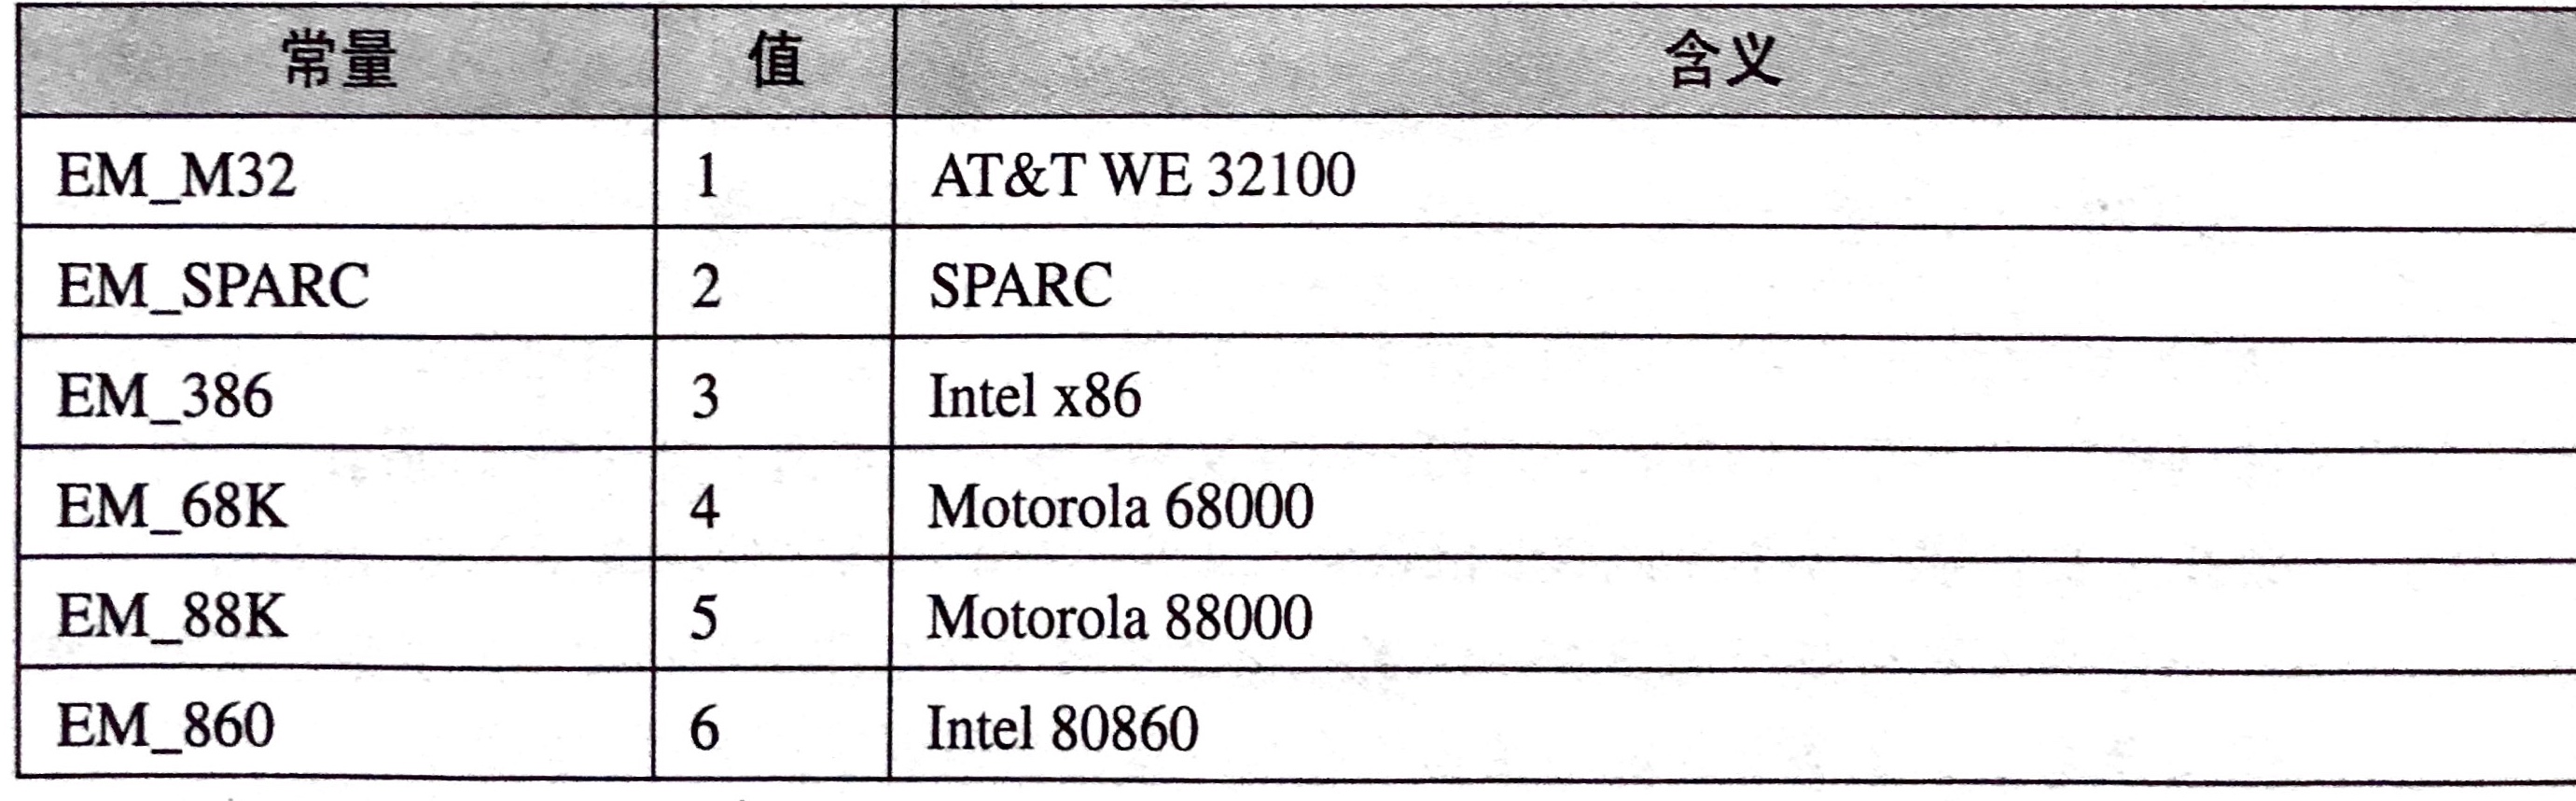 常量 值 含义
EM_M32 1 AT&T WE 32100
EM_SPARC 2 SPARC
EM_386 3 Intel x86
EM_68K 4 Motorola 68000
EM_88K 5 Motorola 88000
EM_860 6 Intel 80860